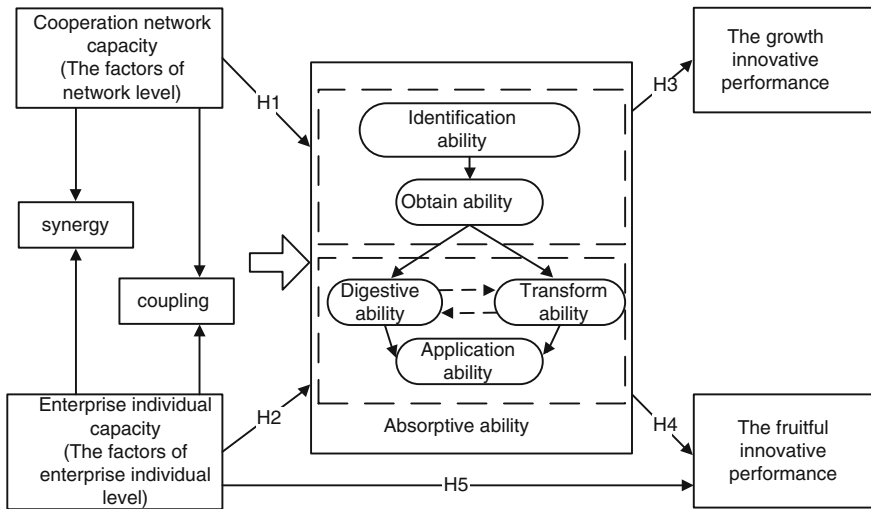 Cooperation network
capacity
(The factors of
network level)
H1
synergy
coupling
Enterprise individual
capacity
(The factors of
enterprise individual
level)
H2
Identification
ability
Obtain ability
Digestive
ability
Transform
ability
Application
ability
Absorptive ability
H3
The growth
innovative
performance
H4
The fruitful
innovative
performance
H5